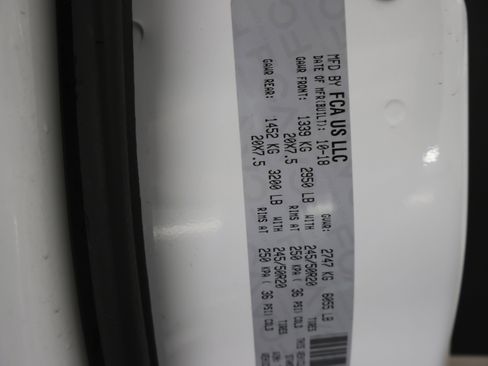 MFD BY FCA US LLC
DATE OF MFR(BUILT): 10-18 GVWR: 2747 KG 6055 LB
GAWR FRONT: 1339 KG 2950 LB WITH 245/50R20 TIRES
20X7.5 RIMS AT 250 KPA ( 36 PSI) COLD
GAWR REAR: 1452 KG 3200 LB WITH 245/50R20 TIRES
20X7.5 RIMS AT 250 KPA ( 36 PSI) COLD
THIS